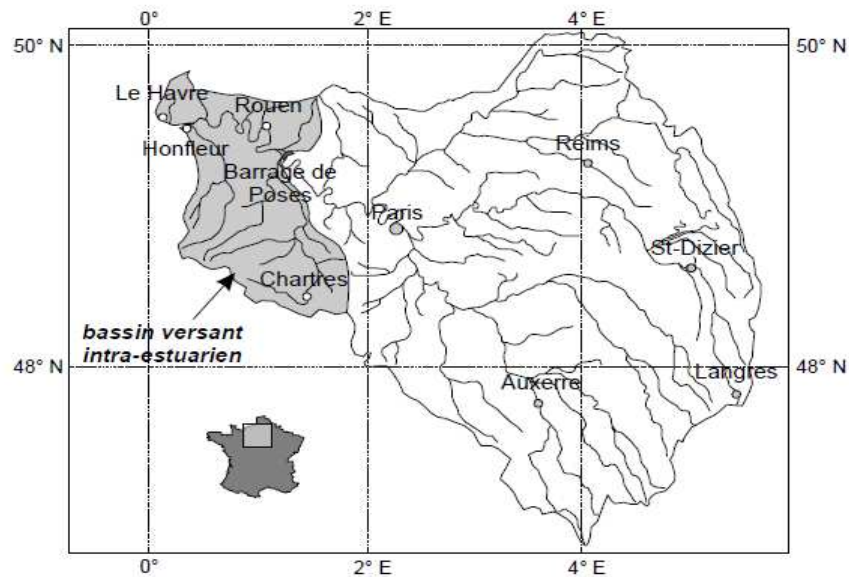 0° 2° E 4° E
50° N 50° N
Le Havre
Rouen
Honfleur
Reims
Barrage de
Poses
Paris
St-Dizier
Chartres
bassin versant
intra-estuarien
48° N 48° N
Auxerre
Langres
0° 2° E 4° E